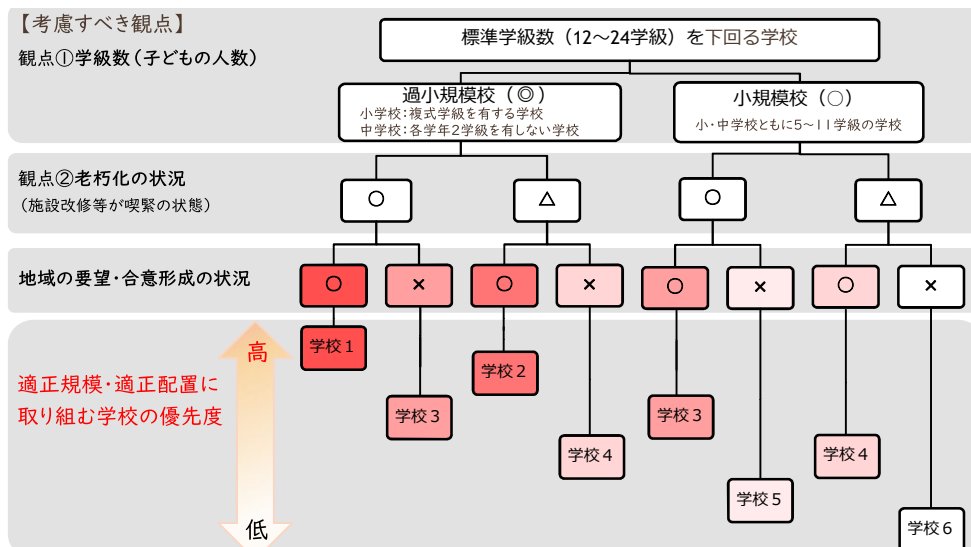 【考慮すべき観点】
観点①学級数（子どもの人数）
標準学級数（12～24学級）を下回る学校
過小規模校（◎）
小学校：複式学級を有する学校
中学校：各学年2学級を有しない学校
小規模校（○）
小・中学校ともに5～11学級の学校
観点②老朽化の状況
（施設改修等が喫緊の状態）
○ △ ○ △
地域の要望・合意形成の状況
○ × ○ × ○ × ○ ×
高
適正規模・適正配置に
取り組む学校の優先度
低
学校1
学校2
学校3
学校3
学校4
学校4
学校5
学校6